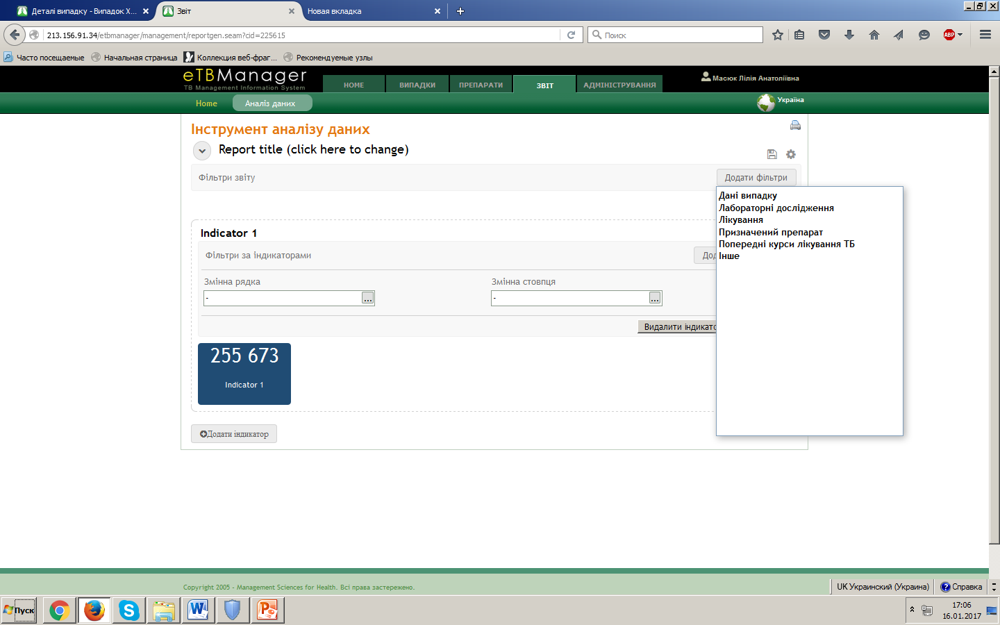 Деталі випадку - Випадок Х...
Звіт
Новая вкладка
213.156.91.34/etbmanager/management/reportgen.seam?cid=225615
Поиск
ABP
Часто посещаемые
Начальная страница
Коллекция веб-фраг...
Рекомендуемые узлы
eTBManager
TB Management Information System
HOME
ВИПАДКИ
ПРЕПАРАТИ
ЗВІТ
АДМІНІСТРУВАННЯ
Масюк Лілія Анатоліївна
Home
Аналіз даних
Україна
Інструмент аналізу даних
Report title (click here to change)
Фільтри звіту
Додати фільтри
Дані випадку
Лабораторні дослідження
Лікування
Призначений препарат
Попередні курси лікування ТБ
Інше
Indicator 1
Фільтри за індикаторами
Дод
Змінна рядка
Змінна стовпця
-
...
-
...
Видалити індикато
255 673
Indicator 1
Додати індикатор
Copyright 2005 - Management Sciences for Health. Всі права застережено.
UK Украинский (Украина)
Справка
Пуск
17:06
16.01.2017